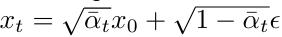 $x_t = \sqrt{\bar{\alpha}_t} x_0 + \sqrt{1 - \bar{\alpha}_t} \epsilon$